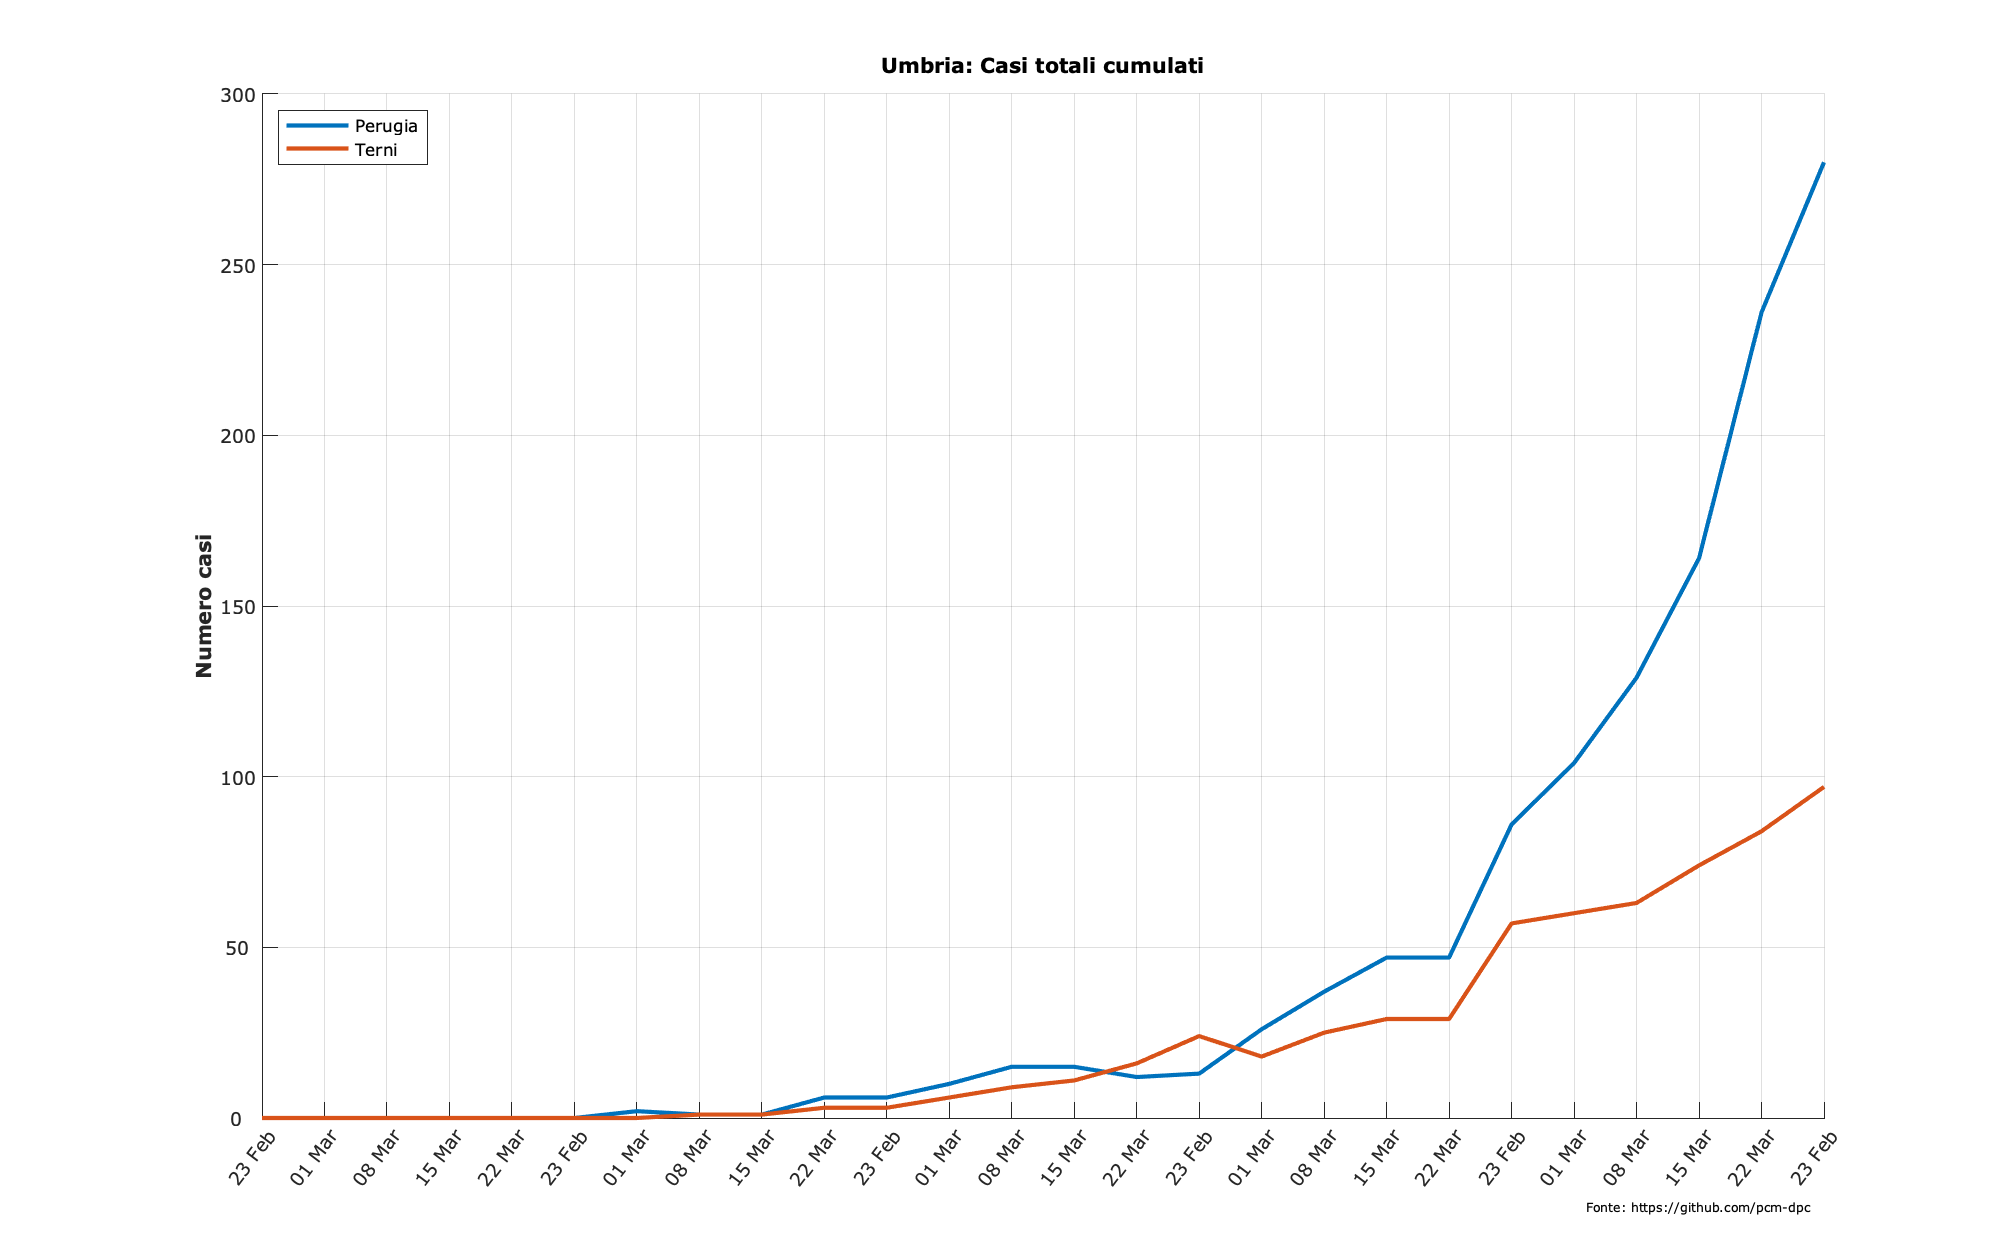 Umbria: Casi totali cumulati
300
250
200
150
100
50
0
Numero casi
Perugia
Terni
23 Feb
01 Mar
08 Mar
15 Mar
22 Mar
23 Feb
01 Mar
08 Mar
15 Mar
22 Mar
23 Feb
01 Mar
08 Mar
15 Mar
22 Mar
23 Feb
01 Mar
08 Mar
15 Mar
22 Mar
23 Feb
01 Mar
08 Mar
15 Mar
22 Mar
23 Feb
Fonte: https://github.com/pcm-dpc